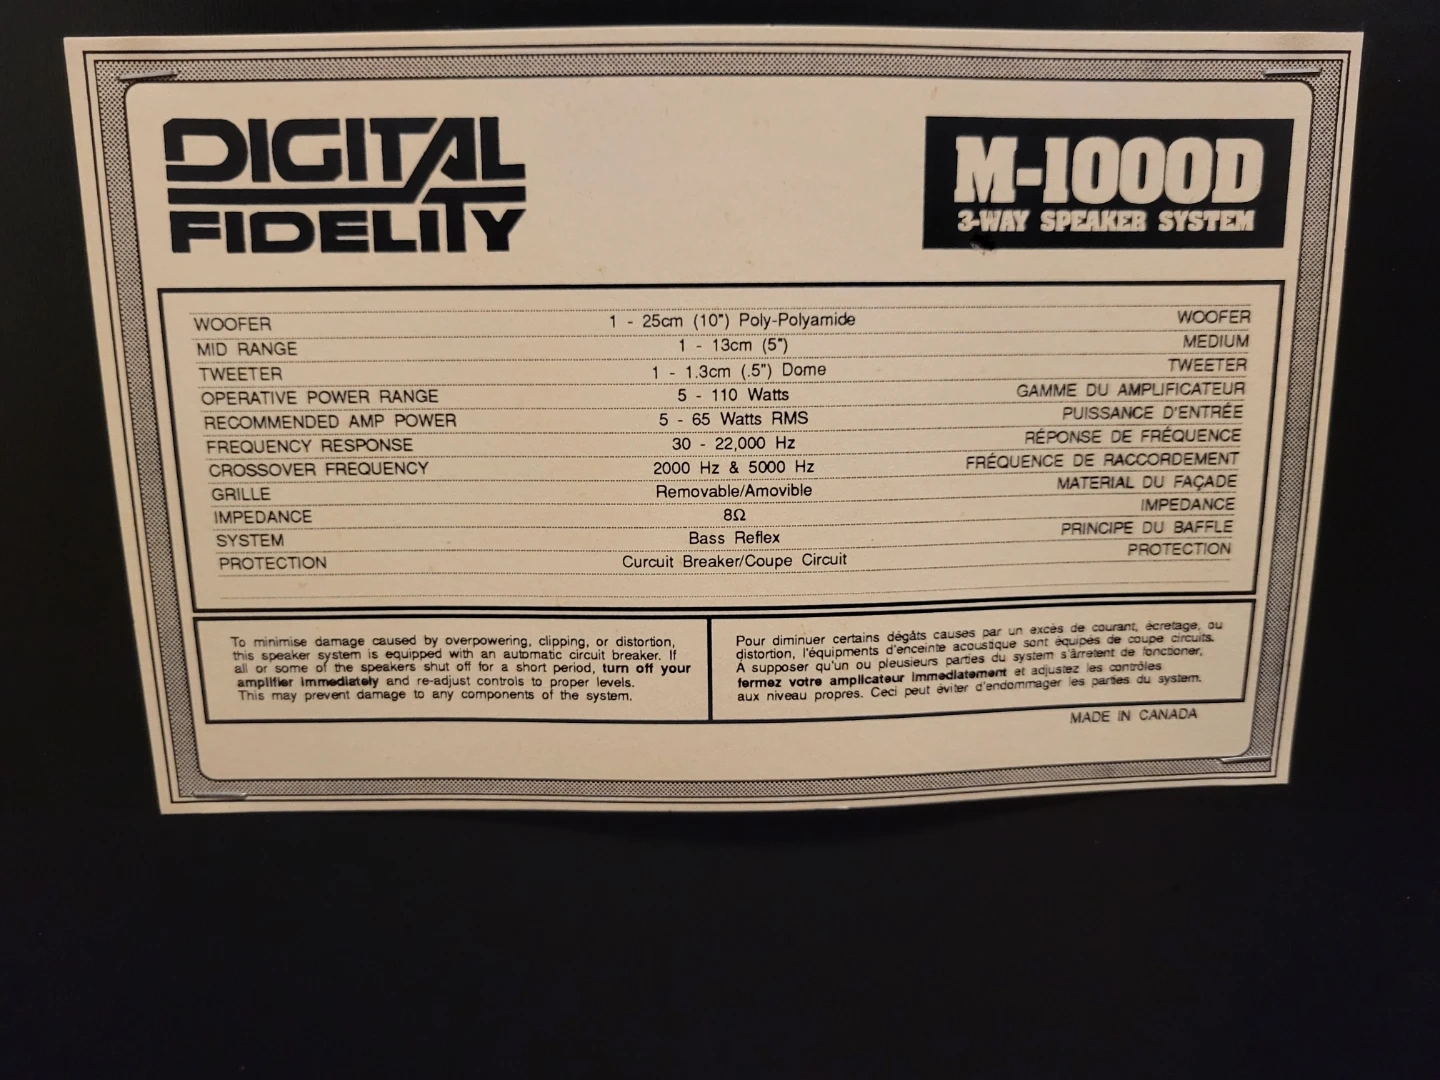 DIGITAL
FIDELITY
M-1000D
3-WAY SPEAKER SYSTEM
WOOFER 1 - 25cm (10") Poly-Polyamide WOOFER
MID RANGE 1 - 13cm (5") MEDIUM
TWEETER 1 - 1.3cm (.5") Dome TWEETER
OPERATIVE POWER RANGE 5 - 110 Watts GAMME DU AMPLIFICATEUR
RECOMMENDED AMP POWER 5 - 65 Watts RMS PUISSANCE D'ENTRÉE
FREQUENCY RESPONSE 30 - 22,000 Hz RÉPONSE DE FRÉQUENCE
CROSSOVER FREQUENCY 2000 Hz & 5000 Hz FRÉQUENCE DE RACCORDEMENT
GRILLE Removable/Amovible MATERIAL DU FAÇADE
IMPEDANCE 8Ω IMPEDANCE
SYSTEM Bass Reflex PRINCIPE DU BAFFLE
PROTECTION Curcuit Breaker/Coupe Circuit PROTECTION
To minimise damage caused by overpowering, clipping, or distortion,
this speaker system is equipped with an automatic circuit breaker. If
all or some of the speakers shut off for a short period, turn off your
amplifier immediately and re-adjust controls to proper levels.
This may prevent damage to any components of the system.
Pour diminuer certains dégâts causes par un excès de courant, écretage, ou
distortion, l'équipments d'enceinte acoustique sont équipés de coupe circuits.
A supposer qu'un ou plusieurs parties du system s'ârretent de fonctioner,
fermez votre amplicateur immediatement et adjustez les contrôles
aux niveau propres. Ceci peut éviter d'endommager les parties du system.
MADE IN CANADA